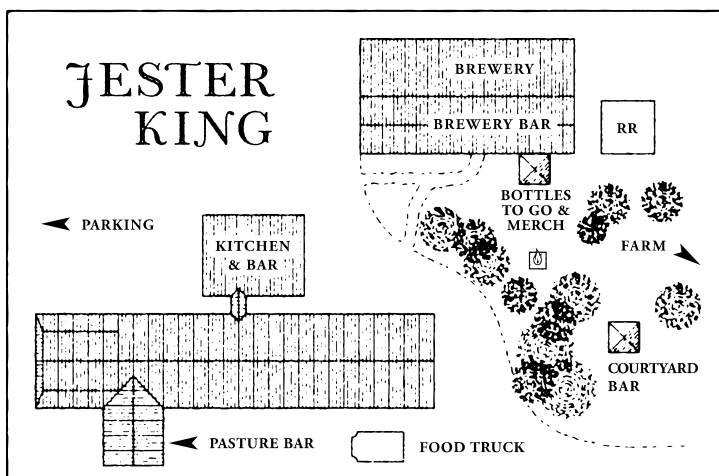 JESTER
KING
BREWERY
BREWERY BAR
RR
BOTTLES
TO GO &
MERCH
PARKING
KITCHEN
& BAR
FARM
COURTYARD
BAR
PASTURE BAR
FOOD TRUCK